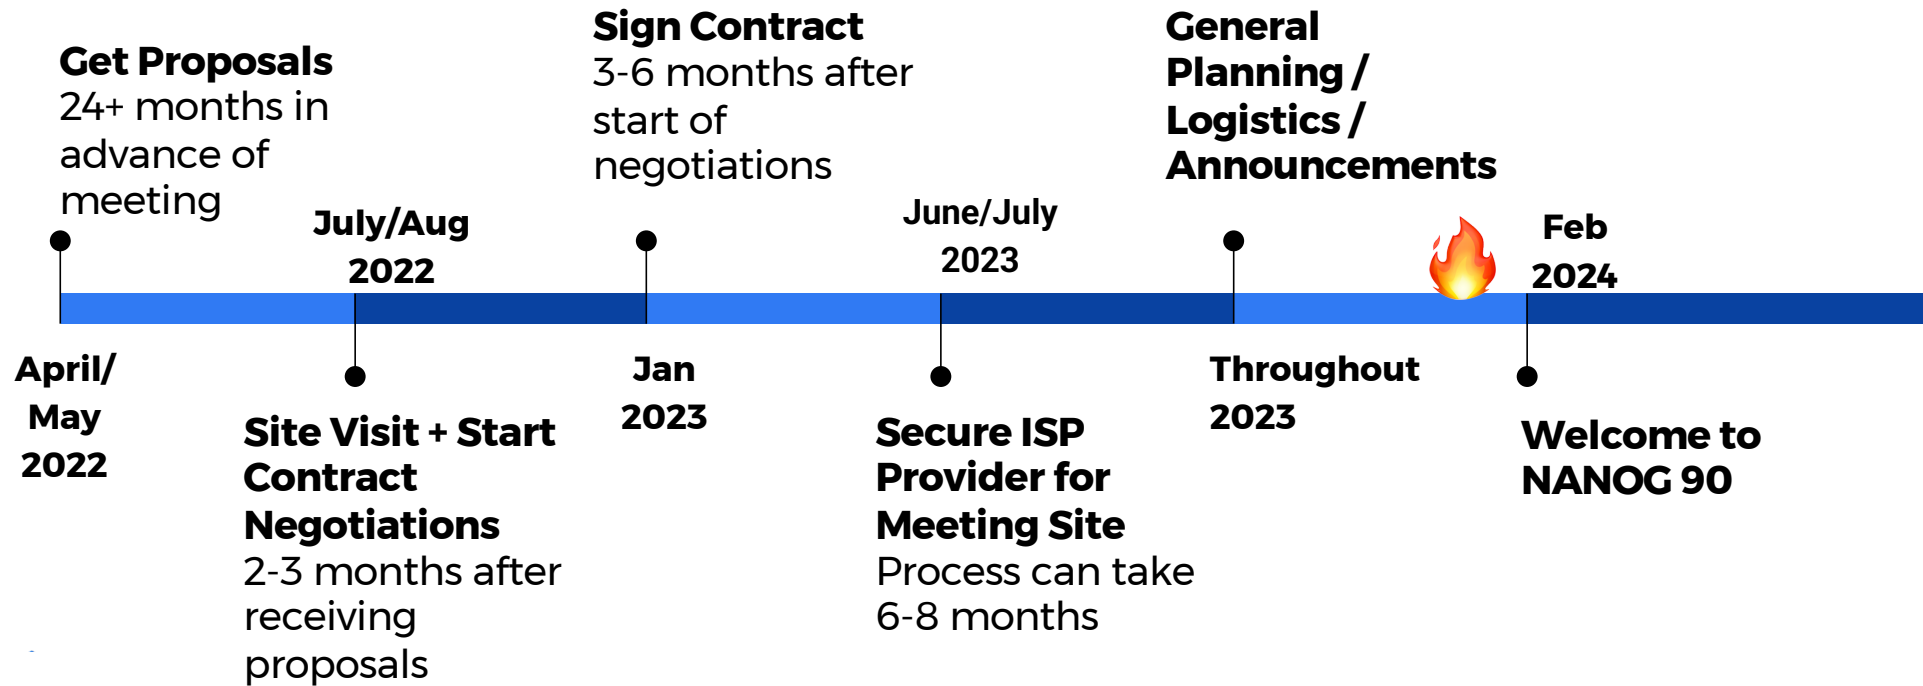 Get Proposals
24+ months in
advance of
meeting
April/
May
2022
July/Aug
2022
Site Visit + Start
Contract
Negotiations
2-3 months after
receiving
proposals
Sign Contract
3-6 months after
start of
negotiations
Jan
2023
June/July
2023
Secure ISP
Provider for
Meeting Site
Process can take
6-8 months
General
Planning /
Logistics /
Announcements
Throughout
2023
Feb
2024
Welcome to
NANOG 90